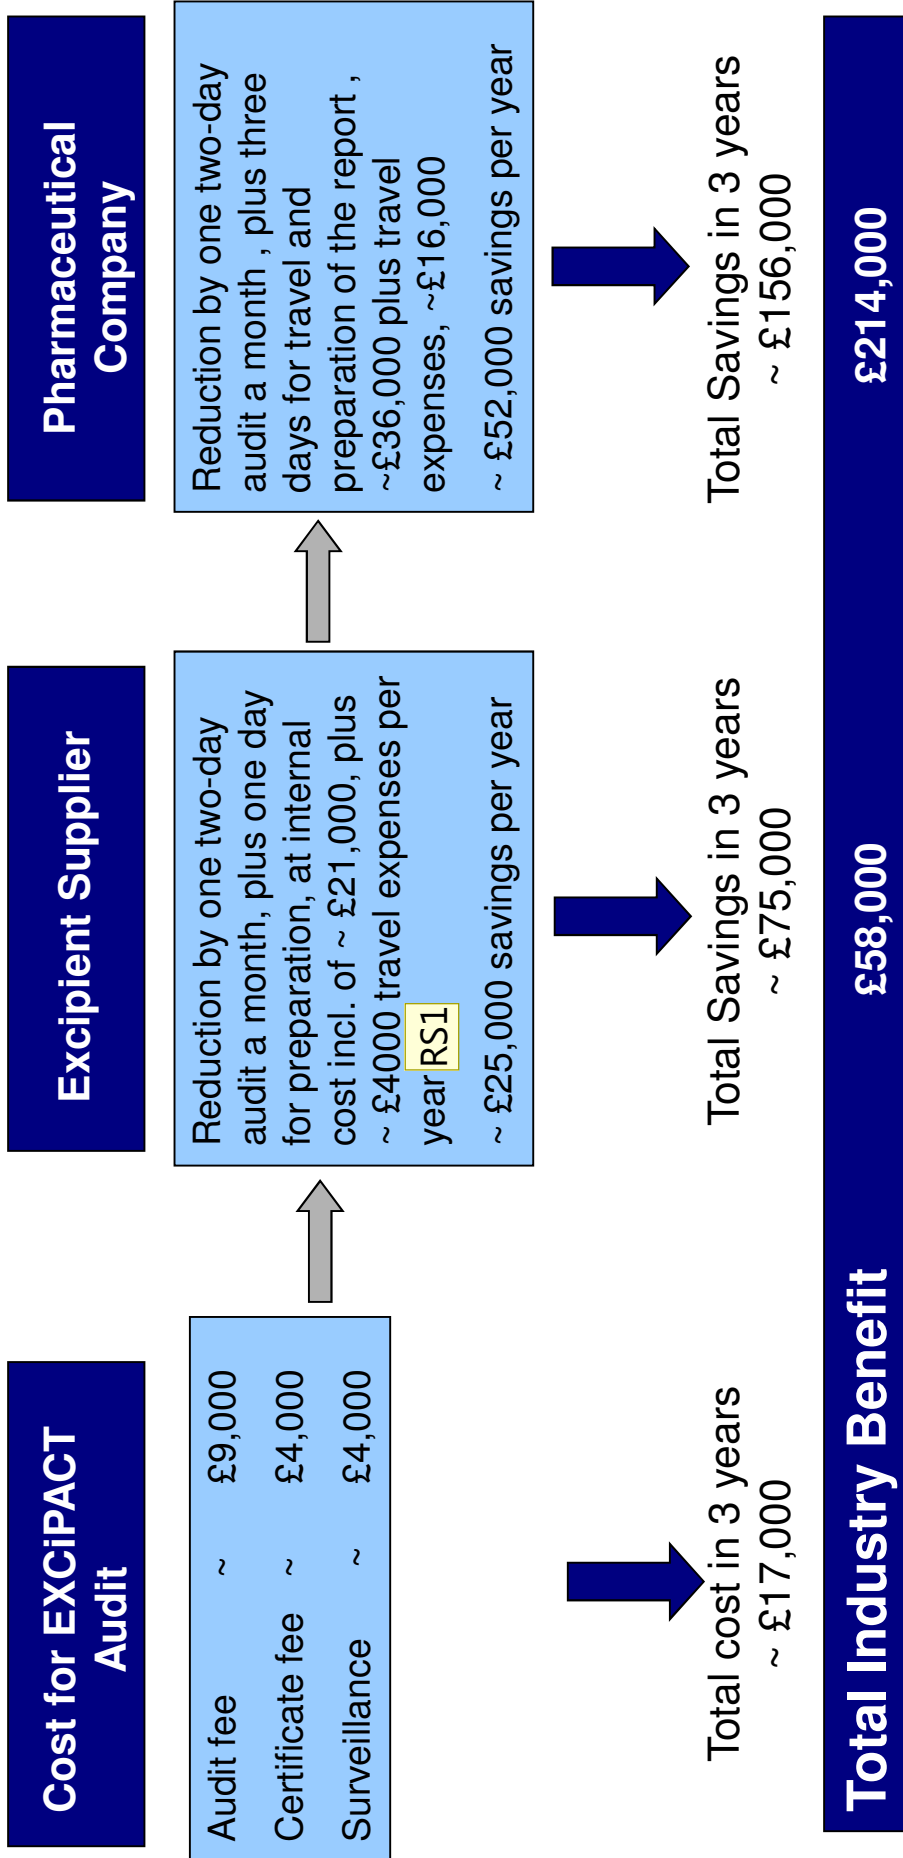 Cost for EXCiPACT
Audit
Excipient Supplier
Pharmaceutical
Company
Audit fee ~ £9,000
Certificate fee ~ £4,000
Surveillance ~ £4,000
Reduction by one two-day
audit a month, plus one day
for preparation, at internal
cost incl. of ~ £21,000, plus
~ £4000 travel expenses per
year RS1
~ £25,000 savings per year
Reduction by one two-day
audit a month , plus three
days for travel and
preparation of the report ,
~£36,000 plus travel
expenses, ~£16,000
~ £52,000 savings per year
Total cost in 3 years
~ £17,000
Total Savings in 3 years
~ £75,000
Total Savings in 3 years
~ £156,000
Total Industry Benefit £58,000 £214,000